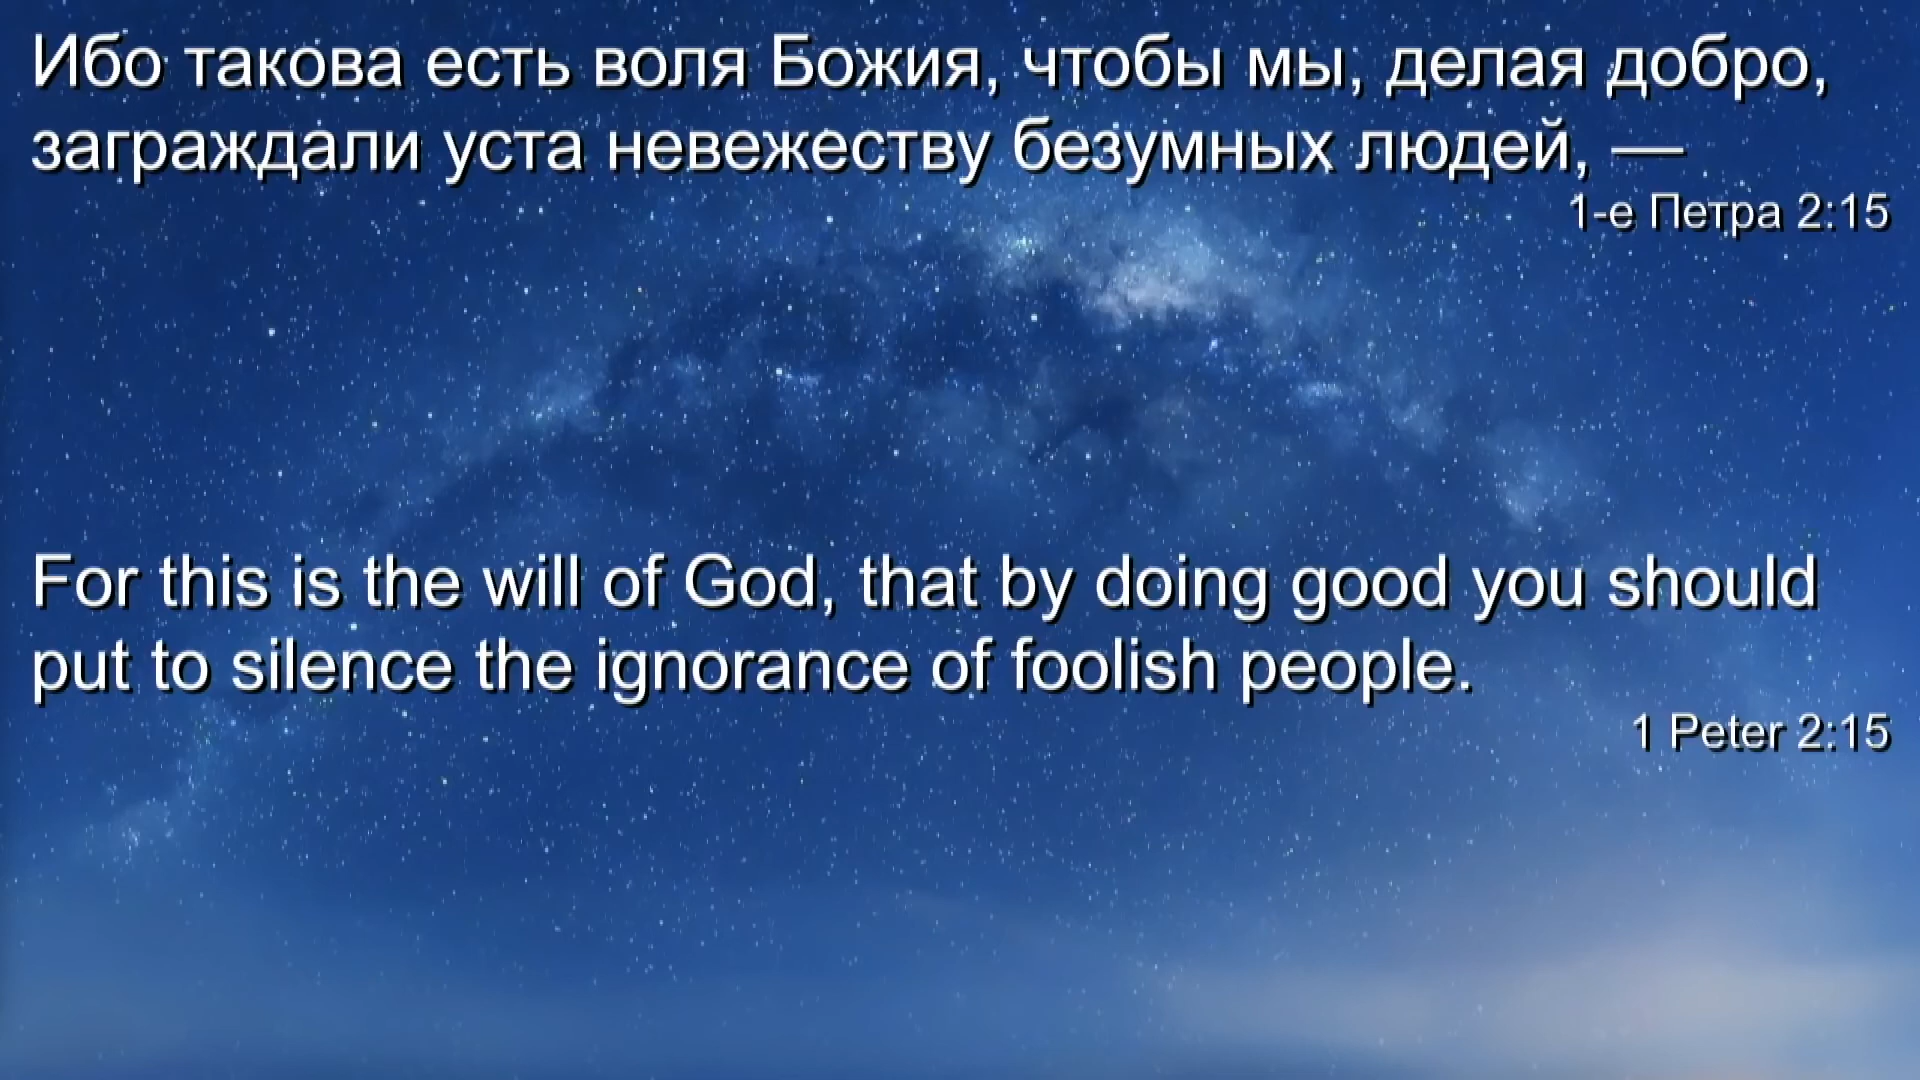 Ибо такова есть воля Божия, чтобы мы, делая добро,
заграждали уста невежеству безумных людей, —
1-е Петра 2:15
For this is the will of God, that by doing good you should
put to silence the ignorance of foolish people.
1 Peter 2:15